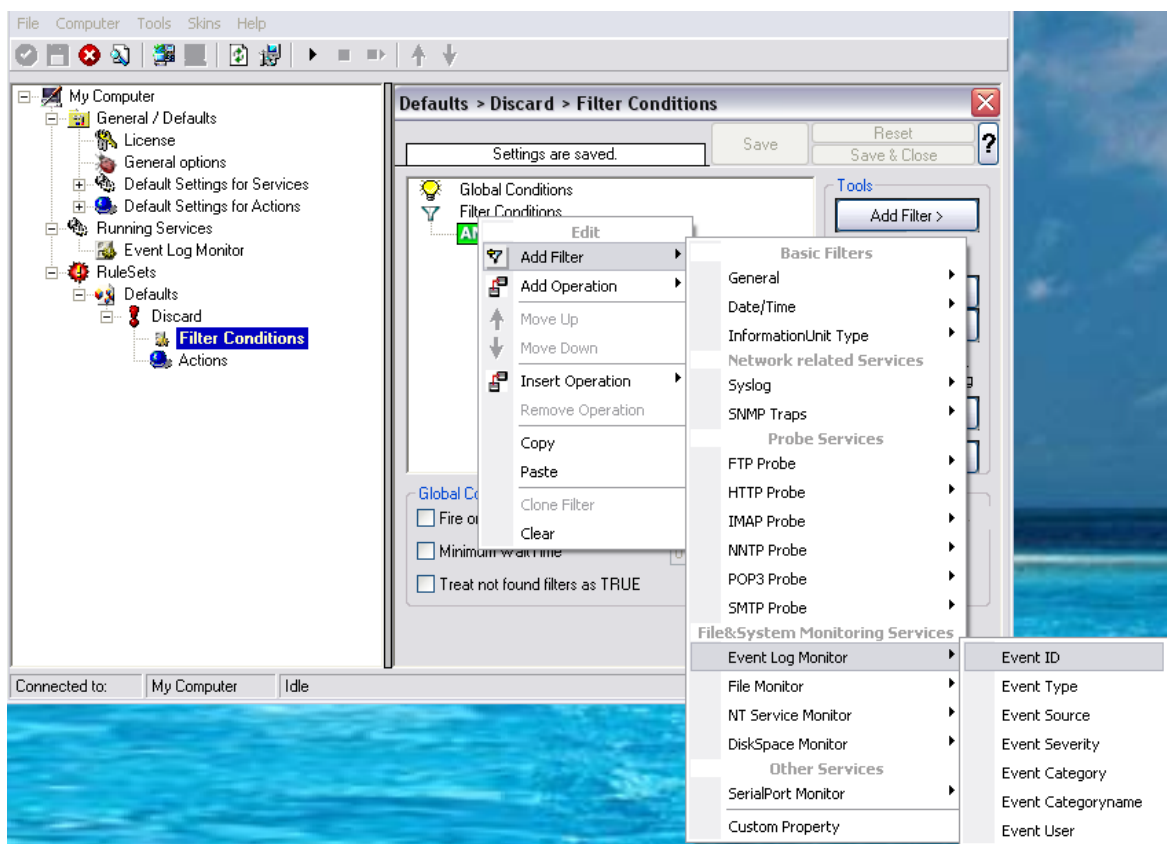 File Computer Tools Skins Help
My Computer
General / Defaults
License
General options
Default Settings for Services
Default Settings for Actions
Running Services
Event Log Monitor
RuleSets
Defaults
Discard
Filter Conditions
Actions
Defaults > Discard > Filter Conditions
Settings are saved.
Save
Reset
Save & Close
?
Global Conditions
Filter Conditions
Tools
Add Filter >
Edit
Add Filter
Add Operation
Move Up
Move Down
Insert Operation
Remove Operation
Copy
Paste
Clone Filter
Clear
Fire
Minimum WaitTime
Treat not found filters as TRUE
Basic Filters
General
Date/Time
InformationUnit Type
Network related Services
Syslog
SNMP Traps
Probe Services
FTP Probe
HTTP Probe
IMAP Probe
NNTP Probe
POP3 Probe
SMTP Probe
File&System Monitoring Services
Event Log Monitor
File Monitor
NT Service Monitor
DiskSpace Monitor
Other Services
SerialPort Monitor
Custom Property
Event ID
Event Type
Event Source
Event Severity
Event Category
Event Categoryname
Event User
Connected to: My Computer Idle